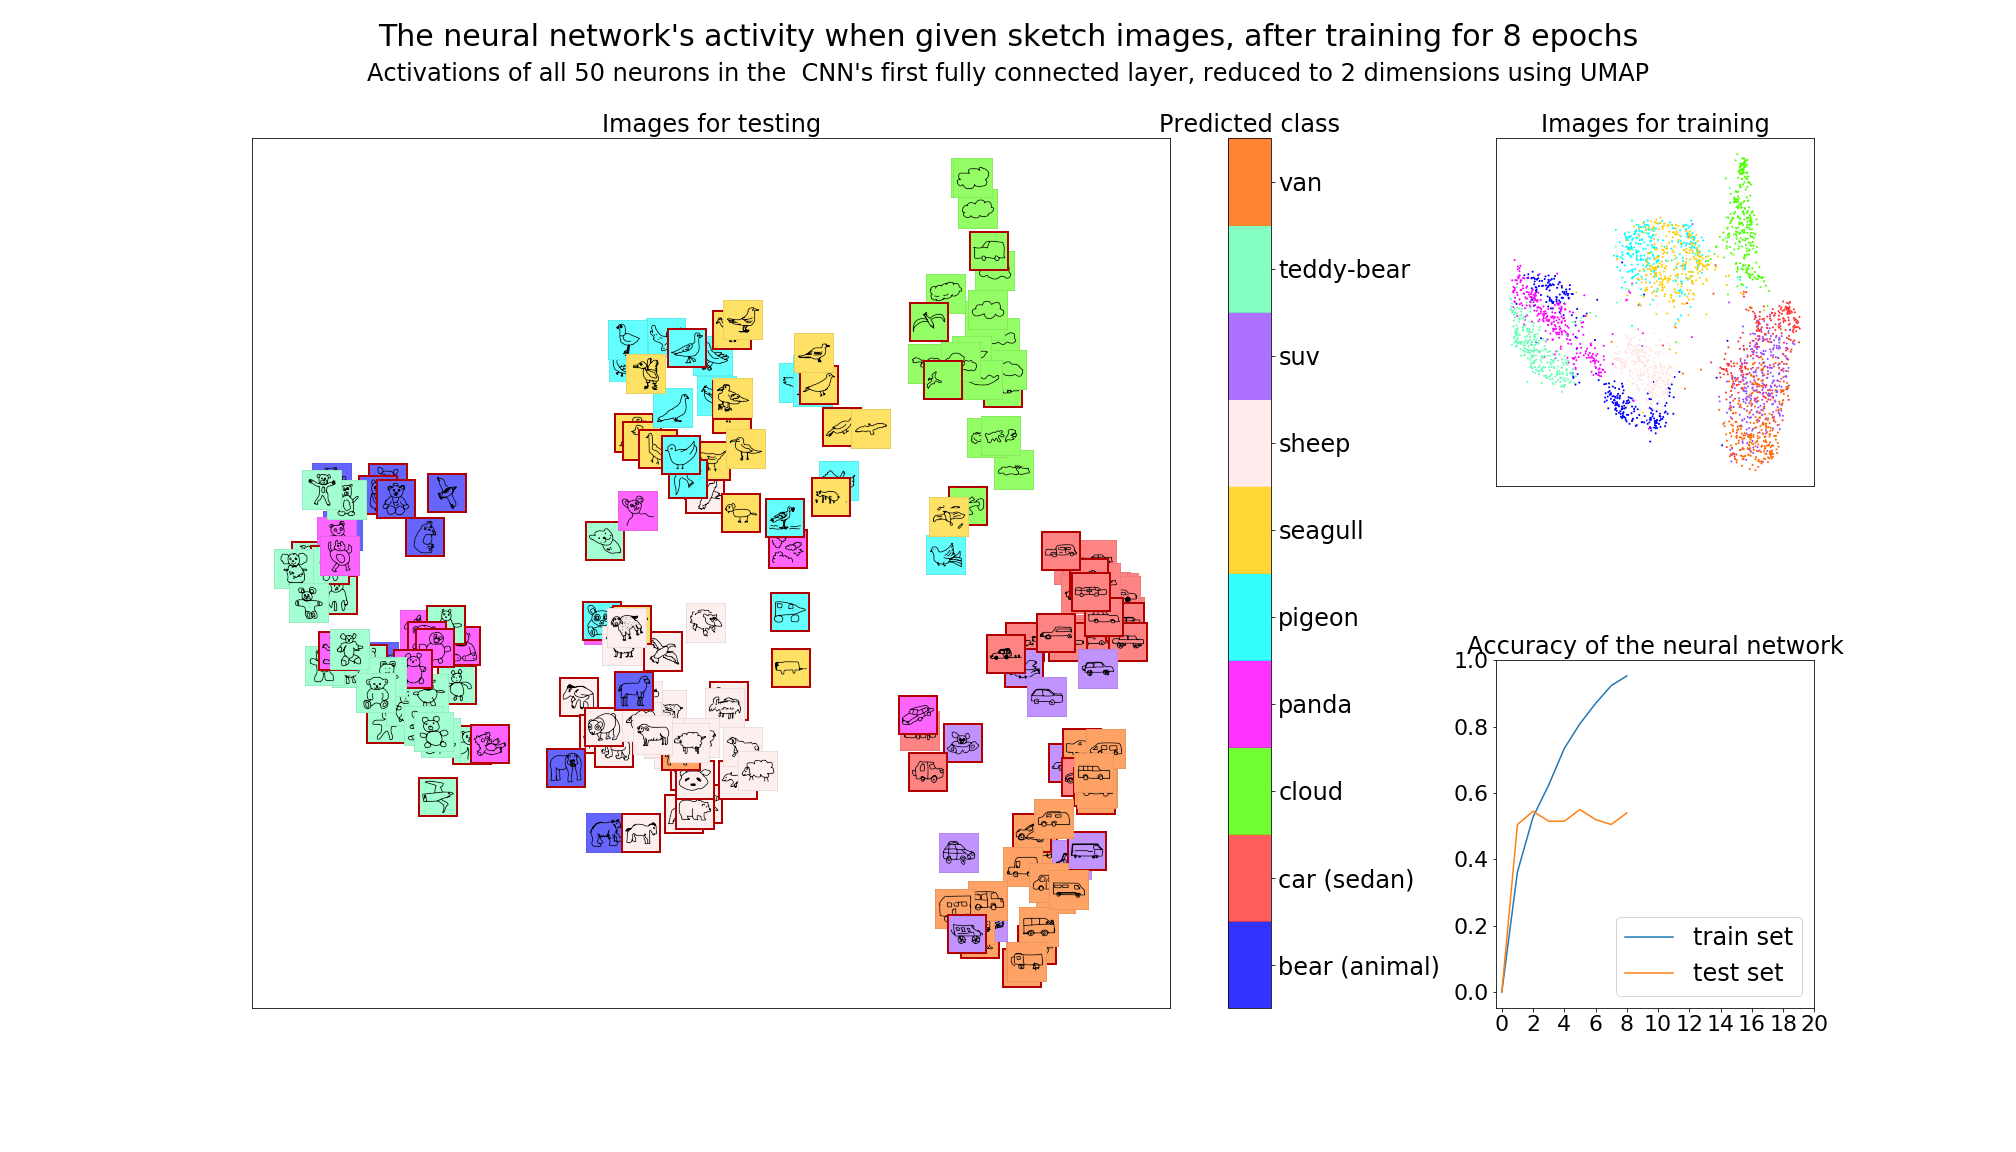 The neural network's activity when given sketch images, after training for 8 epochs
Activations of all 50 neurons in the  CNN's first fully connected layer, reduced to 2 dimensions using UMAP
Images for testing
Predicted class
van
teddy-bear
suv
sheep
seagull
pigeon
panda
cloud
car (sedan)
bear (animal)
Images for training
Accuracy of the neural network
1.0
0.8
0.6
0.4
0.2
0.0
train set
test set
0 2 4 6 8 10 12 14 16 18 20